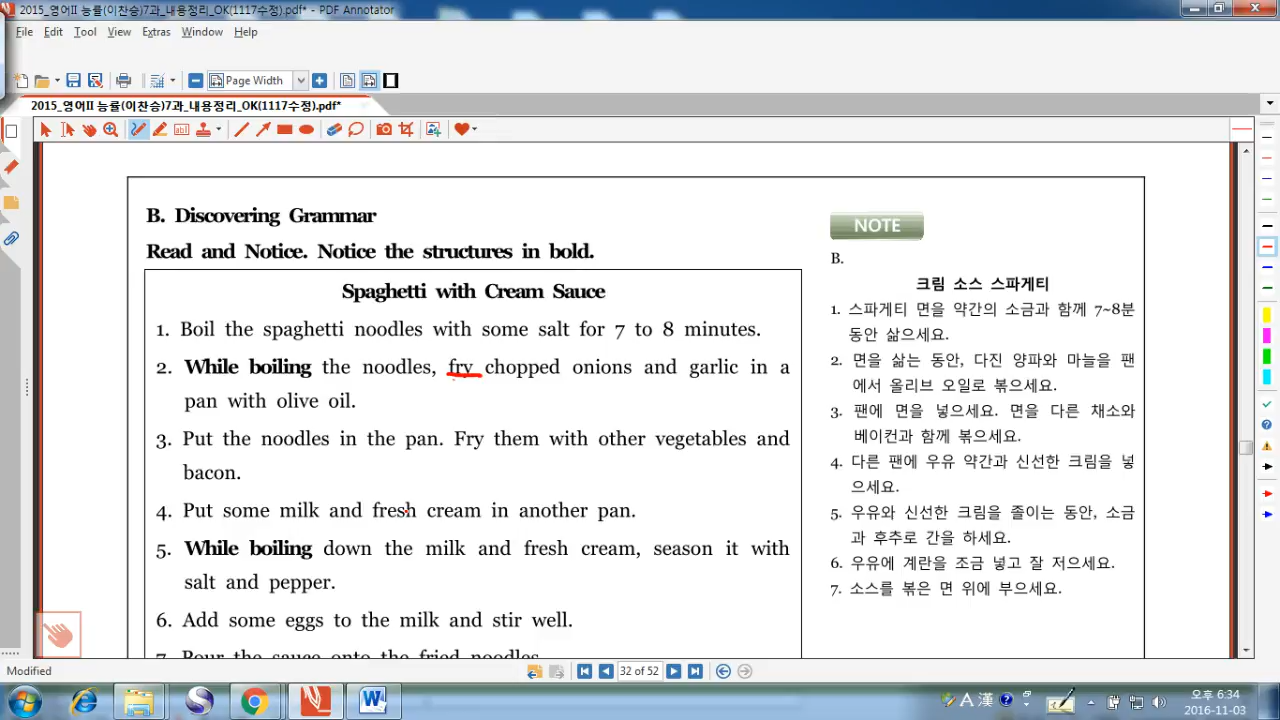 2015_영어II 능률(이찬승)7과_내용정리_OK(1117수정).pdf* - PDF Annotator
File Edit Tool View Extras Window Help
Page Width
2015_영어II 능률(이찬승)7과_내용정리_OK(1117수정).pdf*
B. Discovering Grammar
Read and Notice. Notice the structures in bold.
Spaghetti with Cream Sauce
1. Boil the spaghetti noodles with some salt for 7 to 8 minutes.
2. While boiling the noodles, fry chopped onions and garlic in a
pan with olive oil.
3. Put the noodles in the pan. Fry them with other vegetables and
bacon.
4. Put some milk and fresh cream in another pan.
5. While boiling down the milk and fresh cream, season it with
salt and pepper.
6. Add some eggs to the milk and stir well.
7. Pour the sauce onto the fried noodles.
NOTE
B.
크림 소스 스파게티
1. 스파게티 면을 약간의 소금과 함께 7~8분
동안 삶으세요.
2. 면을 삶는 동안, 다진 양파와 마늘을 팬
에서 올리브 오일로 볶으세요.
3. 팬에 면을 넣으세요. 면을 다른 채소와
베이컨과 함께 볶으세요.
4. 다른 팬에 우유 약간과 신선한 크림을 넣
으세요.
5. 우유와 신선한 크림을 졸이는 동안, 소금
과 후추로 간을 하세요.
6. 우유에 계란을 조금 넣고 잘 저으세요.
7. 소스를 볶은 면 위에 부으세요.
Modified
32 of 52
A 漢
오후 6:34
2016-11-03